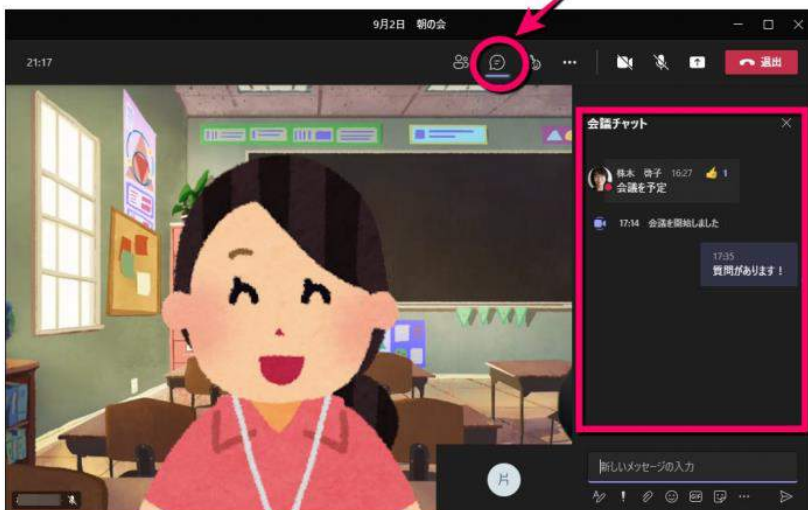 9月2日 朝の会
21:17
退出
会議チャット
株木 啓子 16:27 👍 1
会議を予定
17:14 会議を開始しました
17:35
質問があります!
新しいメッセージの入力
GIF